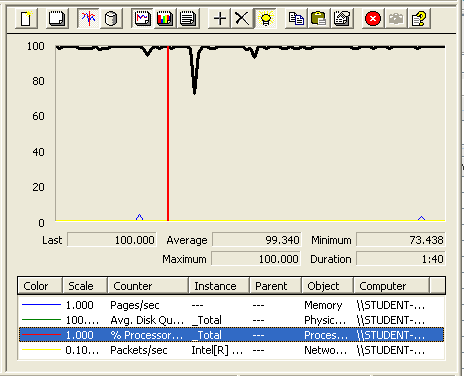 100
80
60
40
20
0
Last 100.000 Average 99.340 Minimum 73.438
Maximum 100.000 Duration 1:40
Color Scale Counter Instance Parent Object Computer
1.000 Pages/sec --- --- Memory \\STUDENT-...
100.... Avg. Disk Qu... _Total --- Physic... \\STUDENT-...
1.000 % Processor... _Total --- Proces... \\STUDENT-...
0.10... Packets/sec Intel[R] ... --- Netwo... \\STUDENT-...